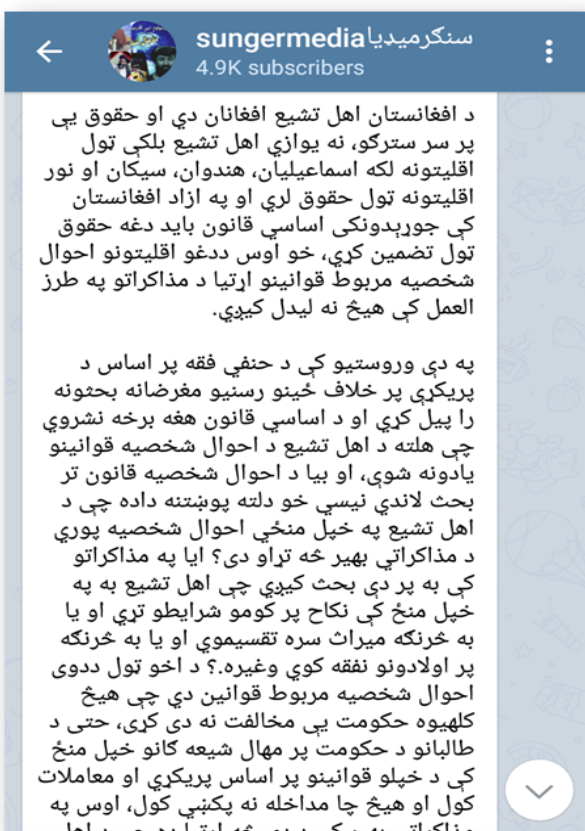 سنګرمیډیاsungermedia
4.9K subscribers
د افغانستان اهل تشیع افغانان دي او حقوق یې
پر سر سترګو، نه یوازې اهل تشیع بلکې ټول
اقلیتونه لکه اسماعیلیان، هندوان، سیکان او نور
اقلیتونه ټول حقوق لري او په ازاد افغانستان
کې جوړېدونکی اساسي قانون باید دغه حقوق
ټول تضمین کړي، خو اوس ددغو اقلیتونو احوال
شخصیه مربوط قوانینو اړتیا د مذاکراتو په طرز
العمل کې هیڅ نه لیدل کیږي.
په دې وروستیو کې د حنفي فقه پر اساس د
پریکړې پر خلاف ځینو رسنیو مغرضانه بحثونه
را پیل کړي او د اساسي قانون هغه برخه نشروي
چې هلته د اهل تشیع د احوال شخصیه قوانینو
یادونه شوې، او بیا د احوال شخصیه قانون تر
بحث لاندې نیسي خو دلته پوښتنه داده چې د
اهل تشیع په خپل منځي احوال شخصیه پورې
د مذاکراتي بهیر څه تړاو دی؟ ایا په مذاکراتو
کې به پر دې بحث کیږي چې اهل تشیع به په
خپل منځ کې نکاح پر کومو شرایطو تړي او یا
به څرنګه میراث سره تقسیموي او یا به څرنګه
پر اولادونو نفقه کوي وغیره.؟ د اخو ټول ددوی
احوال شخصیه مربوط قوانین دي چې هیڅ
کلهیوه حکومت یې مخالفت نه دی کړی، حتی د
طالبانو د حکومت پر مهال شیعه ګانو خپل منځ
کې د خپلو قوانینو پر اساس پریکړې او معاملات
کول او هیڅ چا مداخله نه پکښې کول، اوس په